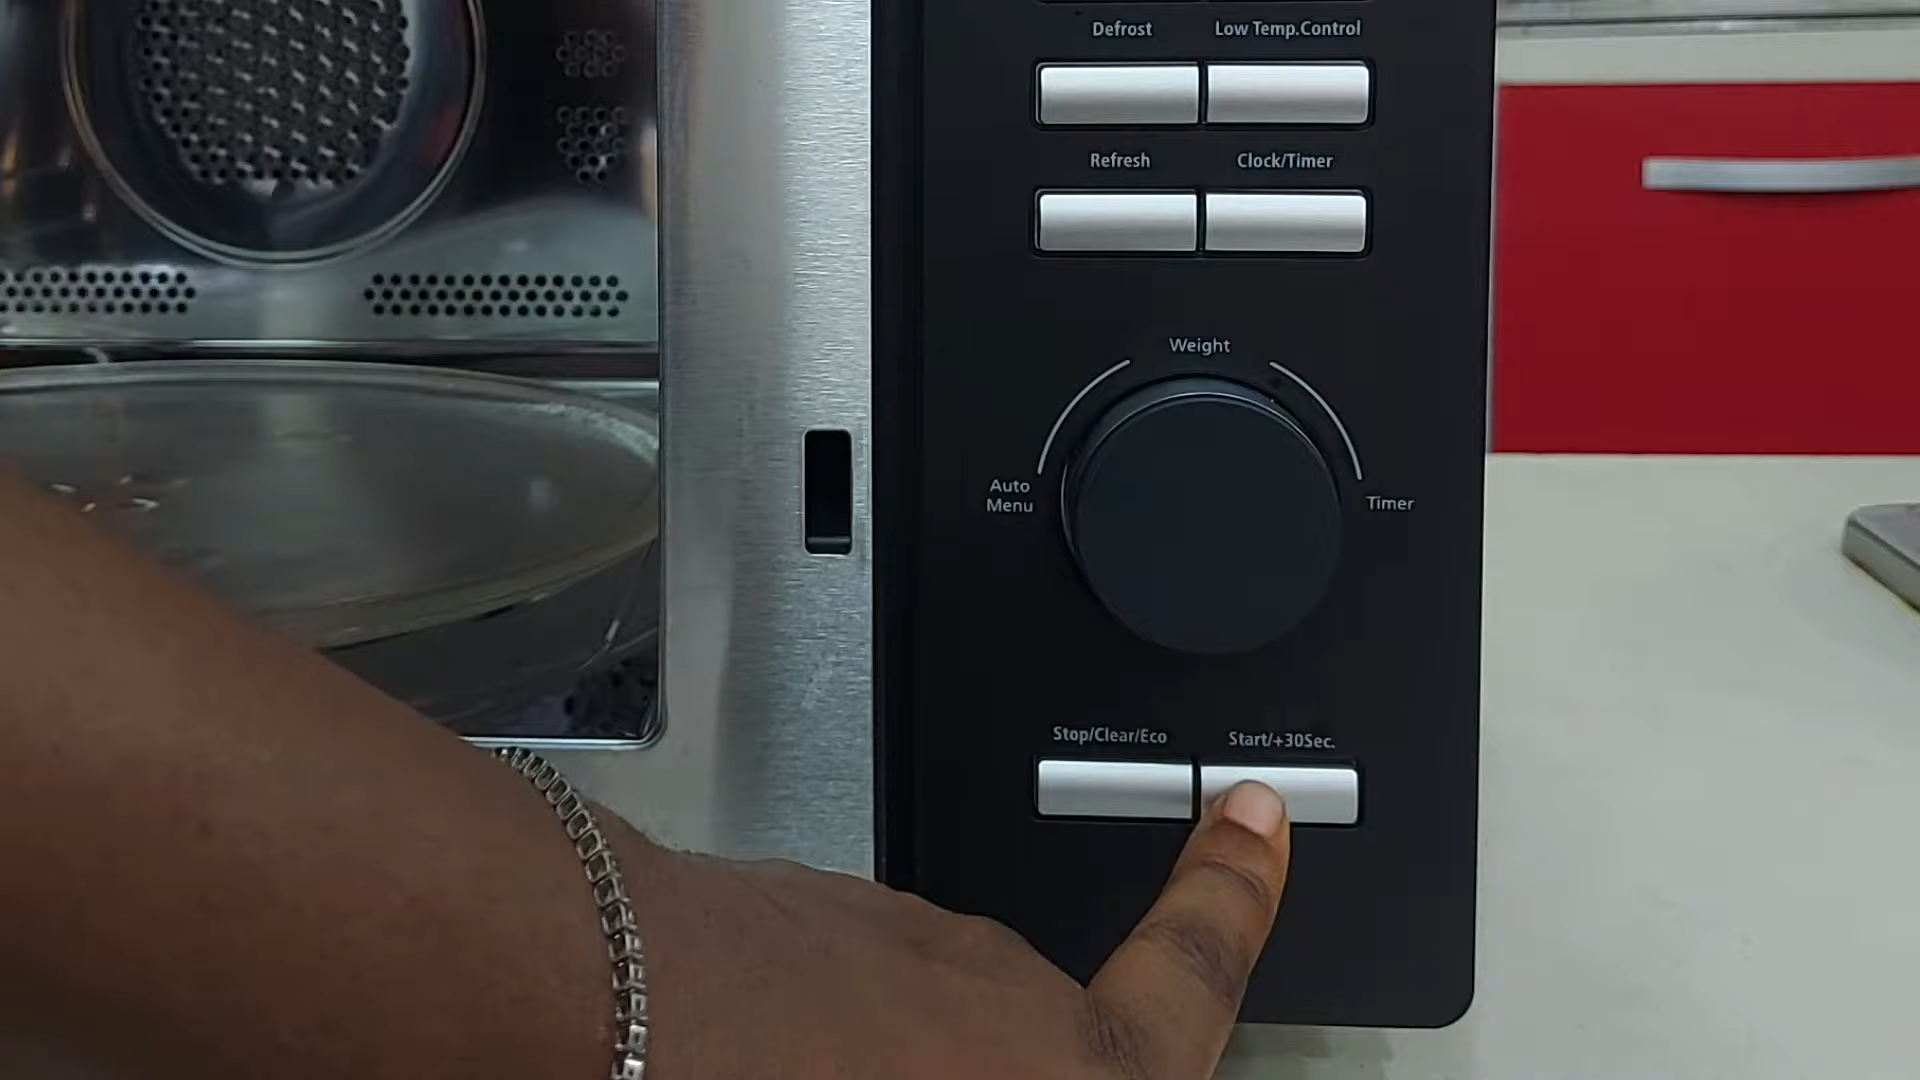 Defrost Low Temp.Control
Refresh Clock/Timer
Weight
Auto
Menu
Timer
Stop/Clear/Eco Start/+30Sec.